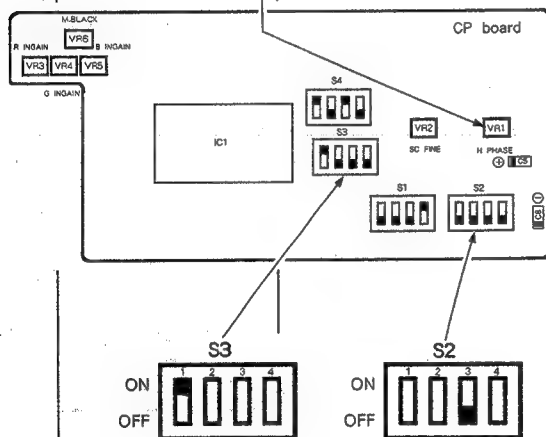 CP board
M.BLACK
VR6
R INGAIN B INGAIN
VR3 VR4 VR5
G INGAIN
S4
IC1
S3
VR2 VR1
SC FINE H PHASE
⊕ C5
S1 S2
⊖
S3 S2
1 2 3 4 1 2 3 4
ON ON
OFF OFF